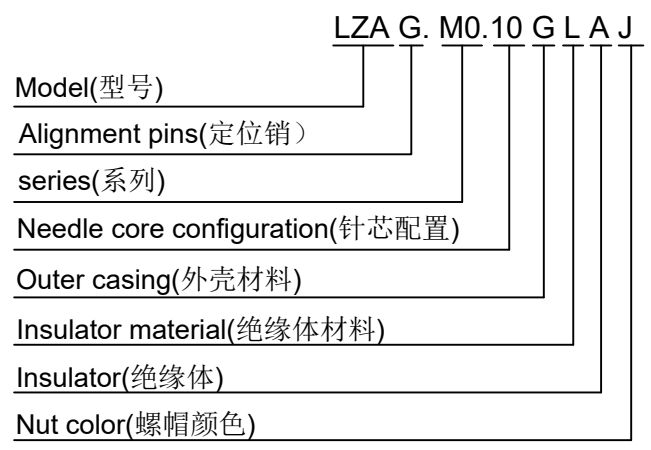 LZA G. M0.10 G L A J
Model(型号)
Alignment pins(定位销）
series(系列)
Needle core configuration(针芯配置)
Outer casing(外壳材料)
Insulator material(绝缘体材料)
Insulator(绝缘体)
Nut color(螺帽颜色)